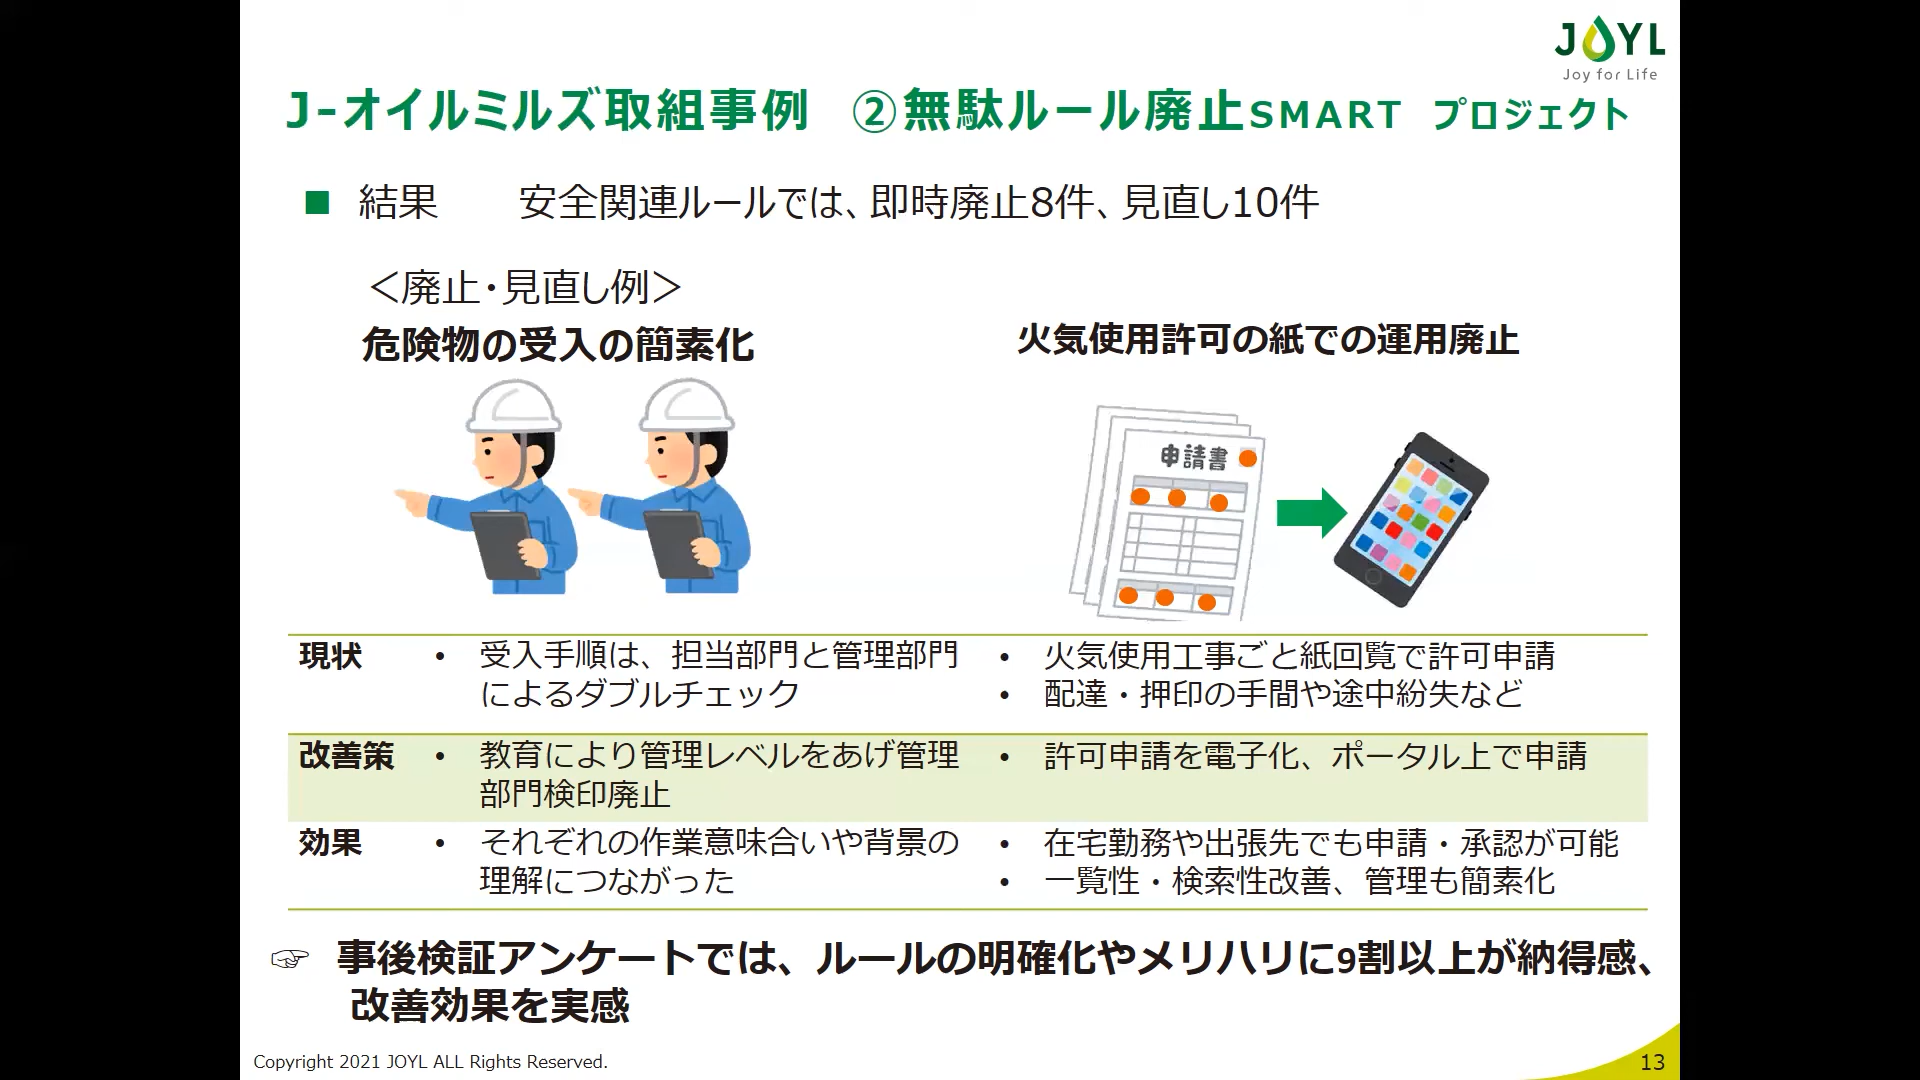 JOYL
Joy for Life
J-オイルミルズ取組事例 ②無駄ルール廃止SMART プロジェクト
■ 結果 安全関連ルールでは、即時廃止8件、見直し10件
＜廃止・見直し例＞
危険物の受入の簡素化
火気使用許可の紙での運用廃止
申請書
現状
• 受入手順は、担当部門と管理部門
によるダブルチェック
• 火気使用工事ごと紙回覧で許可申請
• 配達・押印の手間や途中紛失など
改善策
• 教育により管理レベルをあげ管理
部門検印廃止
• 許可申請を電子化、ポータル上で申請
効果
• それぞれの作業意味合いや背景の
理解につながった
• 在宅勤務や出張先でも申請・承認が可能
• 一覧性・検索性改善、管理も簡素化
☞ 事後検証アンケートでは、ルールの明確化やメリハリに9割以上が納得感、
改善効果を実感
Copyright 2021 JOYL ALL Rights Reserved.
13